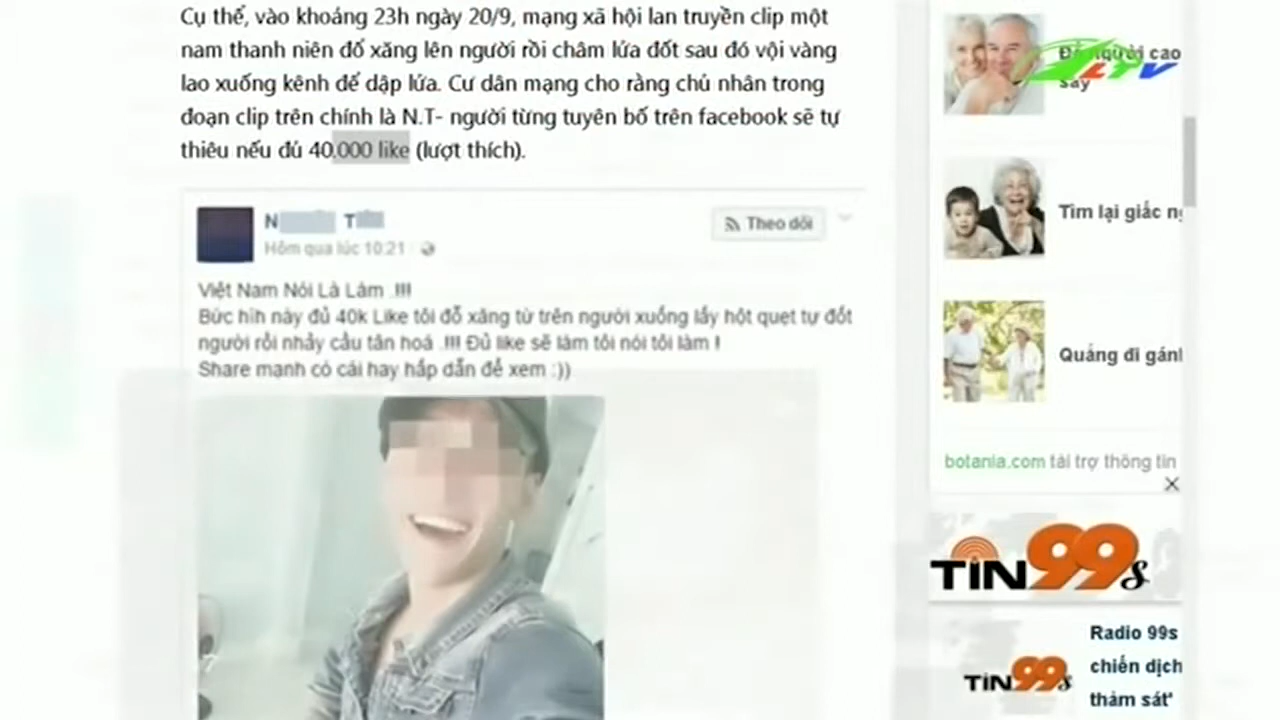 Cụ thể, vào khoảng 23h ngày 20/9, mạng xã hội lan truyền clip một
nam thanh niên đổ xăng lên người rồi châm lửa đốt sau đó vội vàng
lao xuống kênh để dập lửa. Cư dân mạng cho rằng chủ nhân trong
đoạn clip trên chính là N.T- người từng tuyên bố trên facebook sẽ tự
thiêu nếu đủ 40.000 like (lượt thích).
N T
Theo dõi
Hôm qua lúc 10:21
Việt Nam Nói Là Làm .!!!
Bức hìh này đủ 40k Like tôi đỗ xăng từ trên người xuống lấy hột quẹt tự đốt
người rồi nhảy cầu tân hoá .!!! Đủ like sẽ làm tôi nói tôi làm !
Share mạnh có cái hay hấp dẫn để xem :))
người cao
LTV
Tìm lại giấc ng
Quẳng đi gánh
botania.com tài trợ thông tin
TIN99s
Radio 99s
chiến dịch
TIN99s
thảm sát'